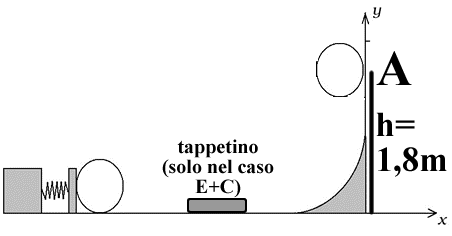 y
A
h=
1,8m
tappetino
(solo nel caso
E+C)
x